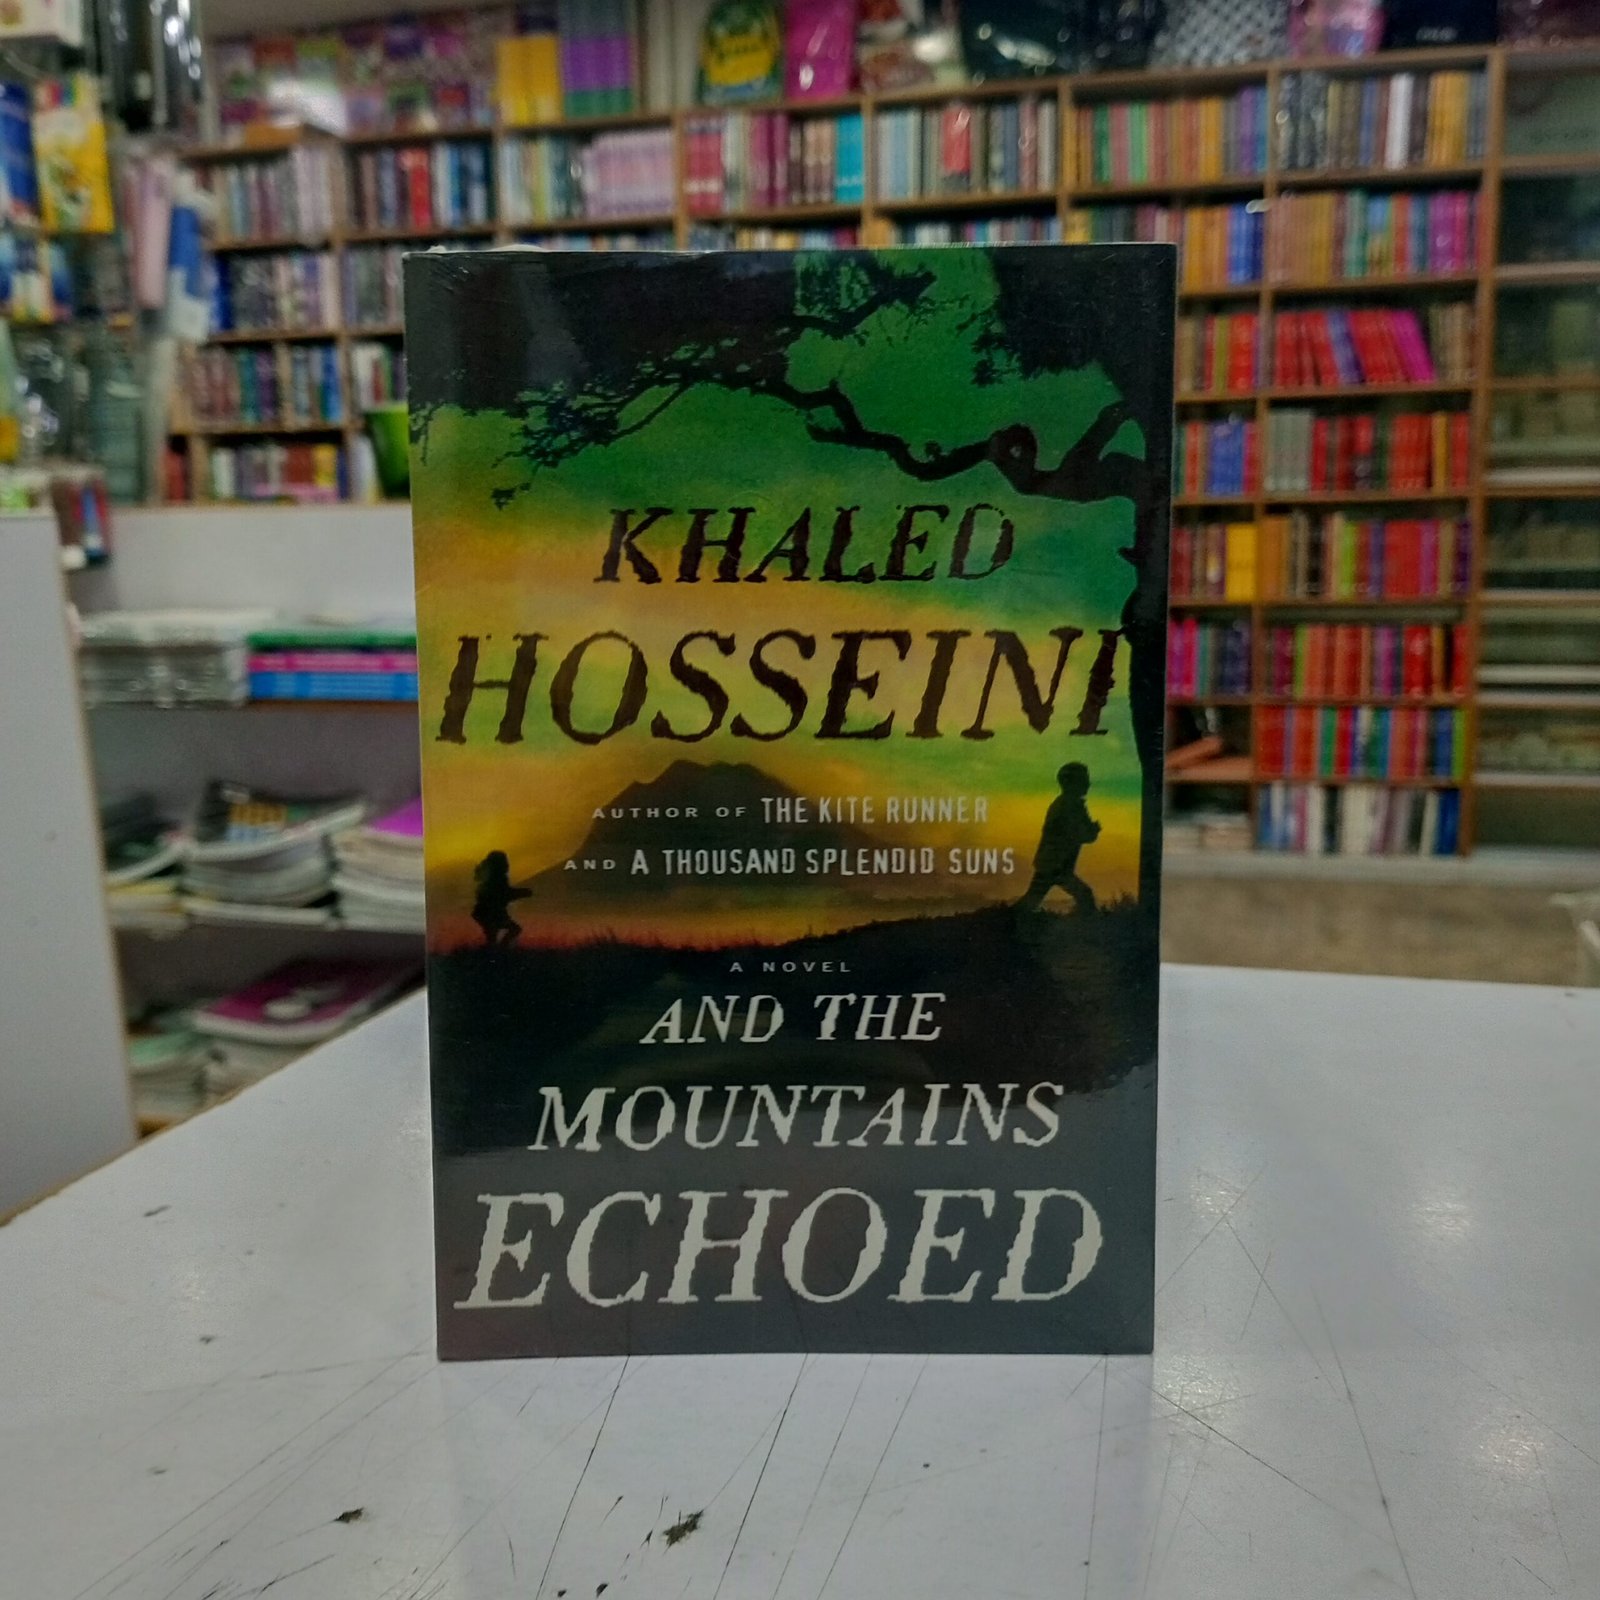 KHALED
HOSSEINI
AUTHOR OF THE KITE RUNNER
AND A THOUSAND SPLENDID SUNS
A NOVEL
AND THE
MOUNTAINS
ECHOED